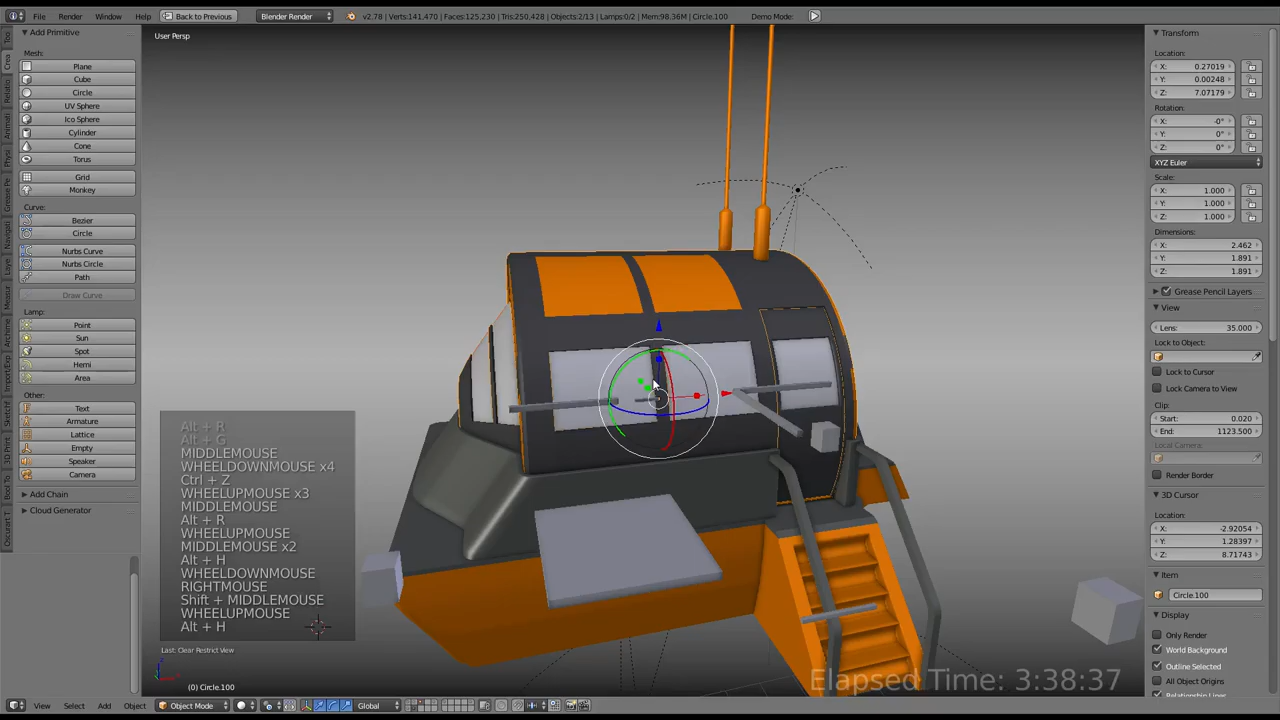 File Render Window Help Back to Previous Blender Render v2.78 | Verts:141,470 | Faces:125,230 | Tris:250,428 | Objects:2/13 | Lamps:0/2 | Mem:98.36M | Circle.100 Demo Mode:
Add Primitive
Mesh:
Plane
Cube
Circle
UV Sphere
Ico Sphere
Cylinder
Cone
Torus
Grid
Monkey
Curve:
Bezier
Circle
Nurbs Curve
Nurbs Circle
Path
Draw Curve
Lamp:
Point
Sun
Spot
Hemi
Area
Other:
Text
Armature
Lattice
Empty
Speaker
Camera
Add Chain
Cloud Generator
User Persp
Alt + R
Alt + G
MIDDLEMOUSE
WHEELDOWNMOUSE x4
Ctrl + Z
WHEELUPMOUSE x3
MIDDLEMOUSE
Alt + R
WHEELUPMOUSE
MIDDLEMOUSE x2
Alt + H
WHEELDOWNMOUSE
RIGHTMOUSE
Shift + MIDDLEMOUSE
WHEELUPMOUSE
Alt + H
Last: Clear Restrict View
(0) Circle.100
Elapsed Time: 3:38:37
Transform
Location:
X: 0.27019
Y: 0.00248
Z: 7.07179
Rotation:
X: -0°
Y: 0°
Z: 0°
XYZ Euler
Scale:
X: 1.000
Y: 1.000
Z: 1.000
Dimensions:
X: 2.462
Y: 1.891
Z: 1.891
Grease Pencil Layers
View
Lens: 35.000
Lock to Object:
Lock to Cursor
Lock Camera to View
Clip:
Start: 0.020
End: 1123.500
Local Camera:
Render Border
3D Cursor
Location:
X: -2.92054
Y: 1.28397
Z: 8.71743
Item
Circle.100
Display
Only Render
World Background
Outline Selected
All Object Origins
Relationship Lines
View Select Add Object Object Mode Global